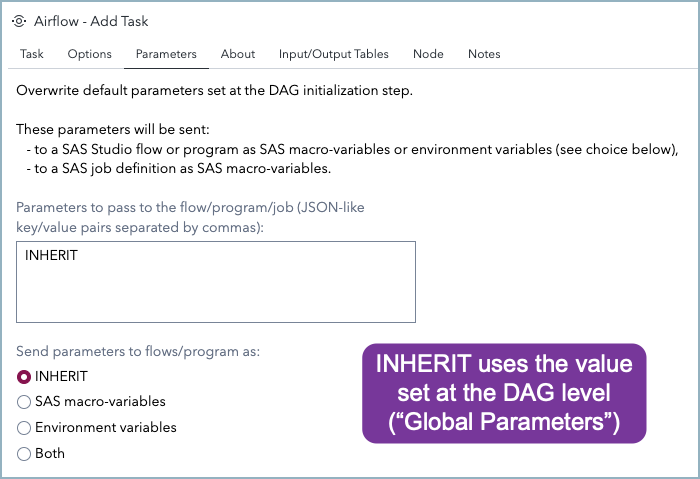 Airflow - Add Task
Task Options Parameters About Input/Output Tables Node Notes
Overwrite default parameters set at the DAG initialization step.
These parameters will be sent:
- to a SAS Studio flow or program as SAS macro-variables or environment variables (see choice below),
- to a SAS job definition as SAS macro-variables.
Parameters to pass to the flow/program/job (JSON-like
key/value pairs separated by commas):
INHERIT
Send parameters to flows/program as:
INHERIT
SAS macro-variables
Environment variables
Both
INHERIT uses the value
set at the DAG level
(“Global Parameters”)